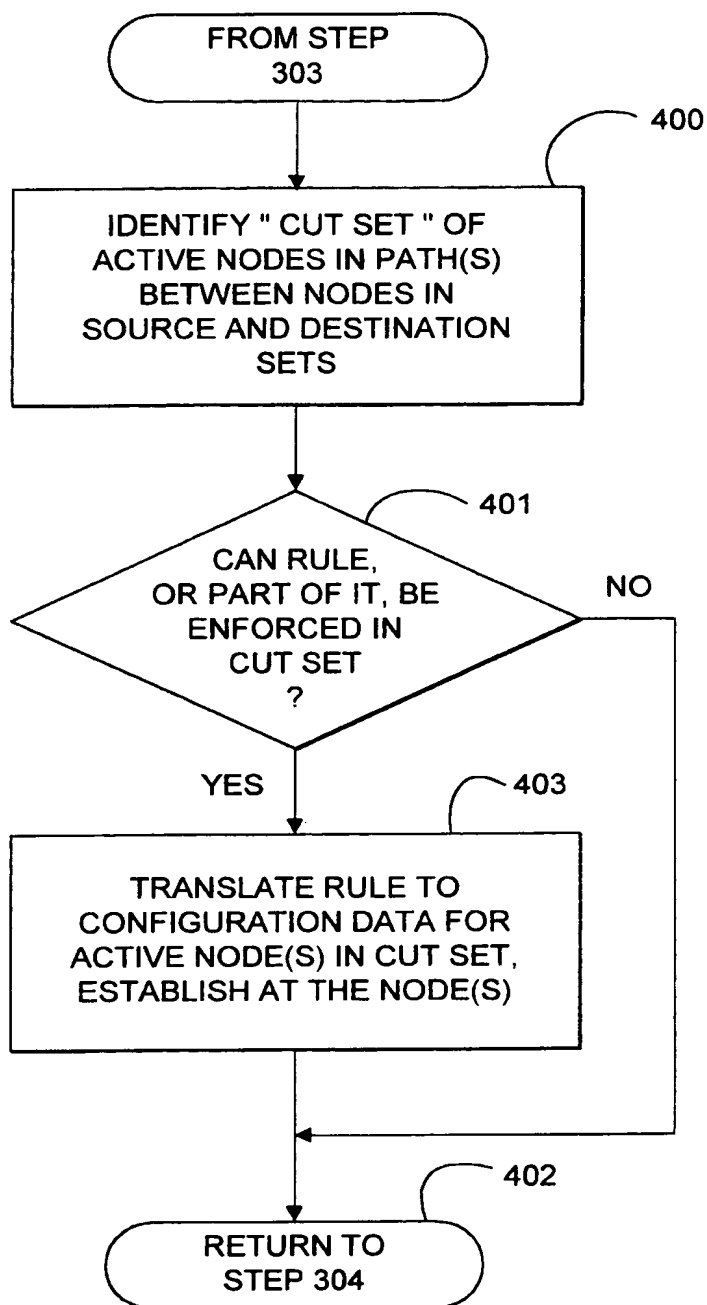 FROM STEP
303
400
IDENTIFY " CUT SET " OF
ACTIVE NODES IN PATH(S)
BETWEEN NODES IN
SOURCE AND DESTINATION
SETS
401
CAN RULE,
OR PART OF IT, BE
ENFORCED IN
CUT SET
?
NO
YES
403
TRANSLATE RULE TO
CONFIGURATION DATA FOR
ACTIVE NODE(S) IN CUT SET,
ESTABLISH AT THE NODE(S)
402
RETURN TO
STEP 304